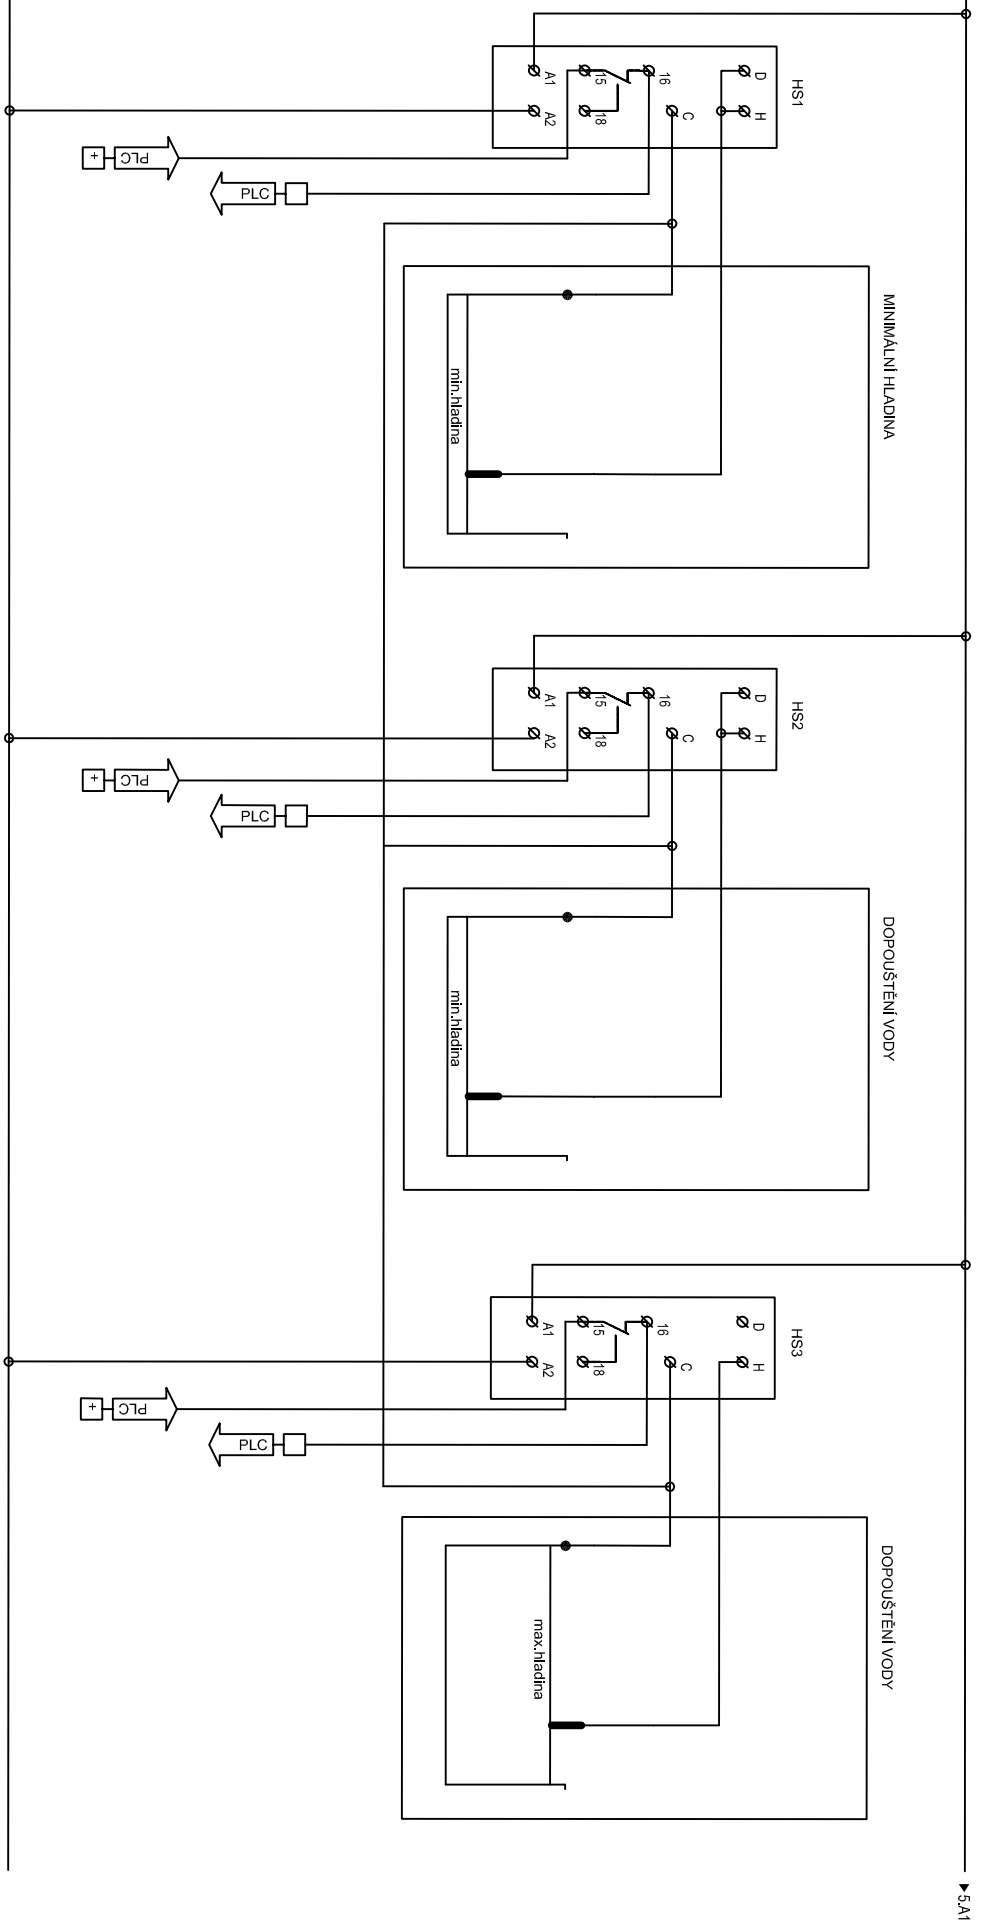 HS1
D
H
16
C
15
18
A1
A2
PLC
+
PLC
MINIMÁLNÍ HLADINA
min.hladina
HS2
D
H
16
C
15
18
A1
A2
PLC
+
PLC
DOPOUŠTĚNÍ VODY
min.hladina
HS3
D
H
16
C
15
18
A1
A2
PLC
+
PLC
DOPOUŠTĚNÍ VODY
max.hladina
5.A1